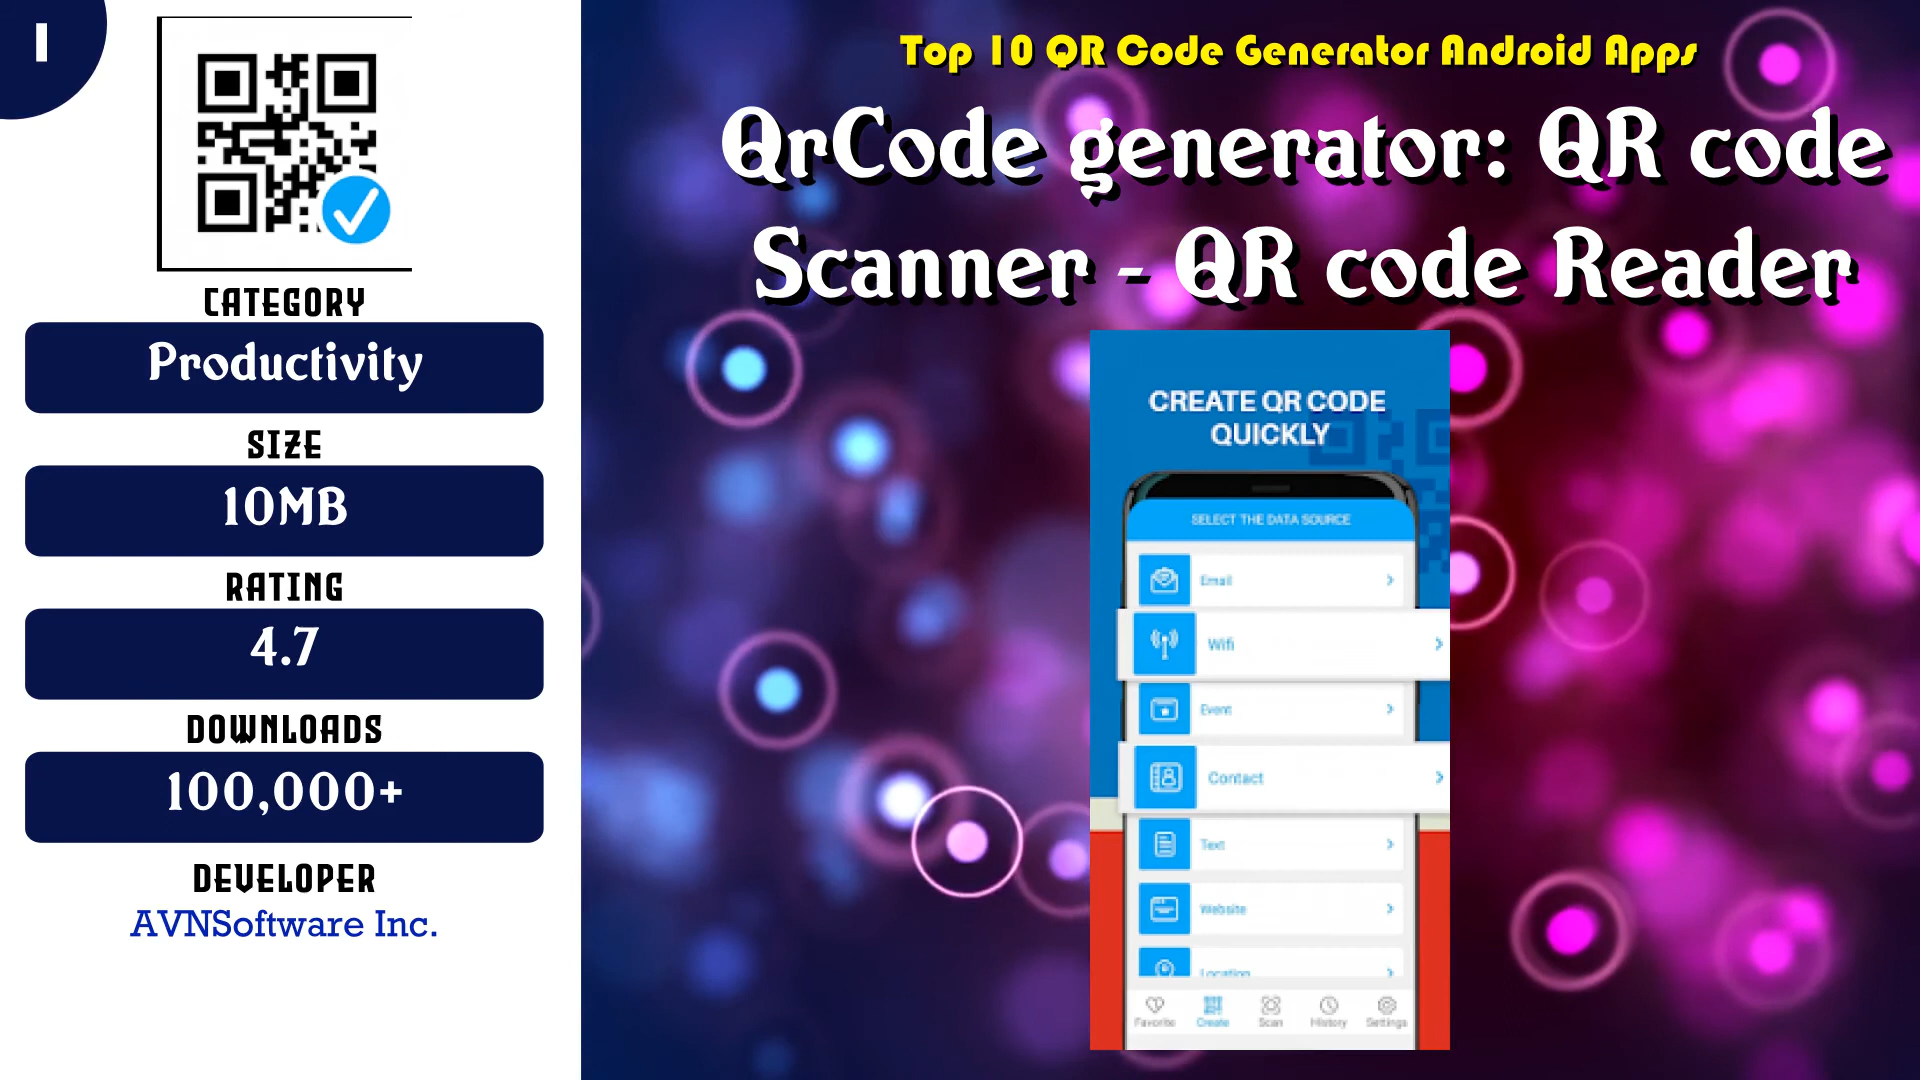 1
CATEGORY
Productivity
SIZE
10MB
RATING
4.7
DOWNLOADS
100,000+
DEVELOPER
AVNSoftware Inc.
Top 10 QR Code Generator Android Apps
QrCode generator: QR code
Scanner - QR code Reader
CREATE QR CODE
QUICKLY
SELECT THE DATA SOURCE
Email
Wifi
Event
Contact
Text
Website
Location
Favorite Create Scan History Settings